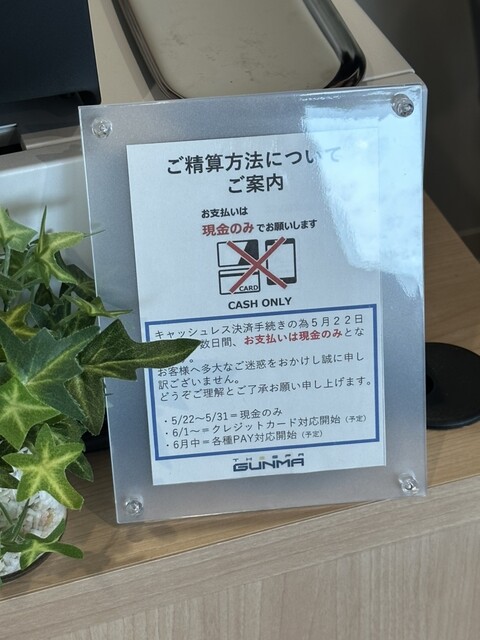 ご精算方法について
ご案内
お支払いは
現金のみでお願いします
CARD
CASH ONLY
キャッシュレス決済手続きの為5月22日
数日間、お支払いは現金のみとな
。
お客様へ多大なご迷惑をおかけし誠に申し
訳ございません。
どうぞご理解とご了承お願い申し上げます。
・5/22～5/31＝現金のみ
・6/1～＝クレジットカード対応開始（予定）
・6月中＝各種PAY対応開始（予定）
THE SPA
GUNMA